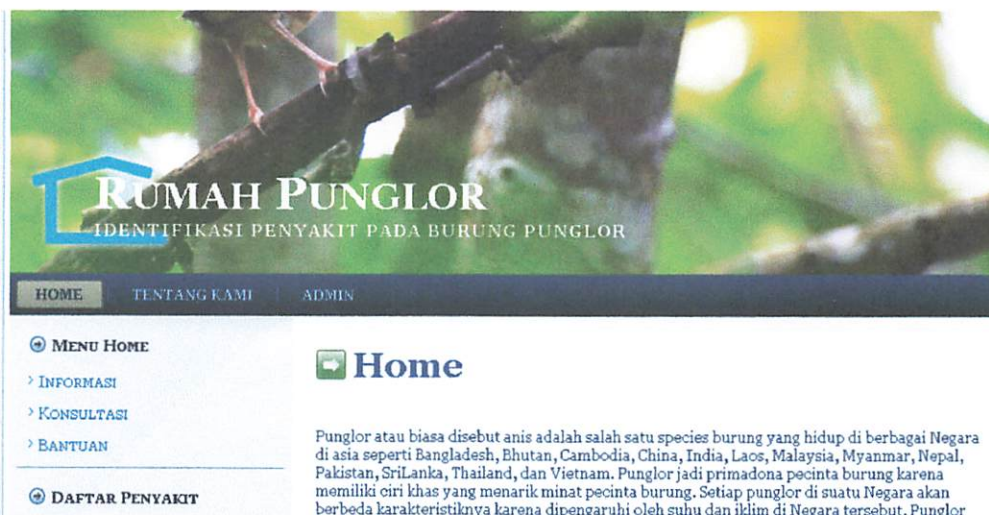 RUMAH PUNGLOR
IDENTIFIKASI PENYAKIT PADA BURUNG PUNGLOR
HOME TENTANG KAMI ADMIN
MENU HOME
INFORMASI
KONSULTASI
BANTUAN
DAFTAR PENYAKIT
Home
Punglor atau biasa disebut anis adalah salah satu species burung yang hidup di berbagai Negara
di asia seperti Bangladesh, Bhutan, Cambodia, China, India, Laos, Malaysia, Myanmar, Nepal,
Pakistan, SriLanka, Thailand, dan Vietnam. Punglor jadi primadona pecinta burung karena
memiliki ciri khas yang menarik minat pecinta burung. Setiap punglor di suatu Negara akan
berbeda karakteristiknya karena dipengaruhi oleh suhu dan iklim di Negara tersebut. Punglor